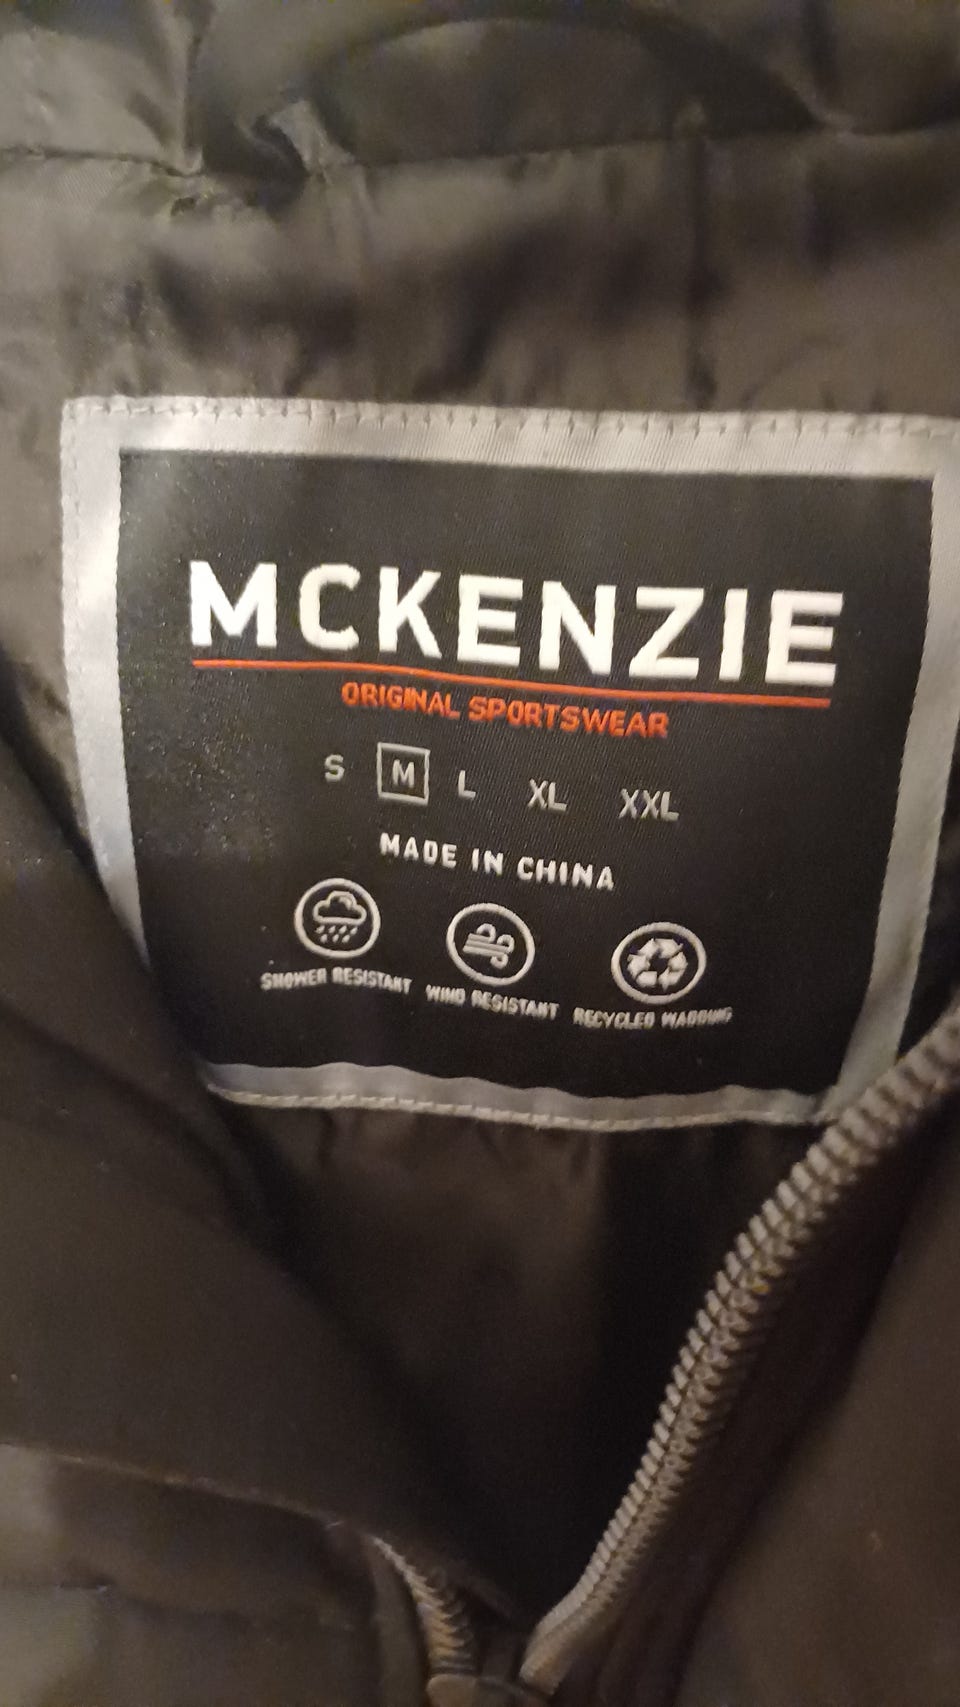 MCKENZIE
ORIGINAL SPORTSWEAR
S M L XL XXL
MADE IN CHINA
SHOWER RESISTANT WIND RESISTANT RECYCLED WADDING